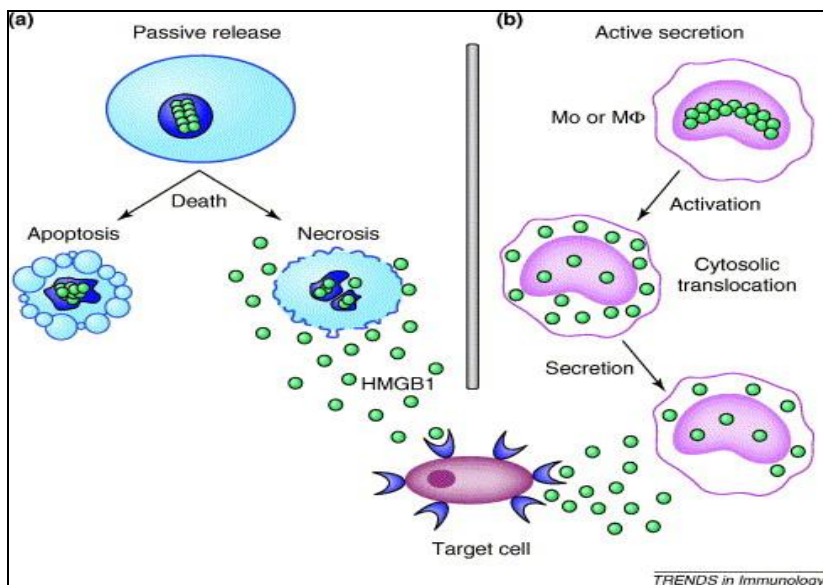 (a)
Passive release
Death
Apoptosis
Necrosis
HMGB1
(b)
Active secretion
Mo or MΦ
Activation
Cytosolic
translocation
Secretion
Target cell
TRENDS in Immunology